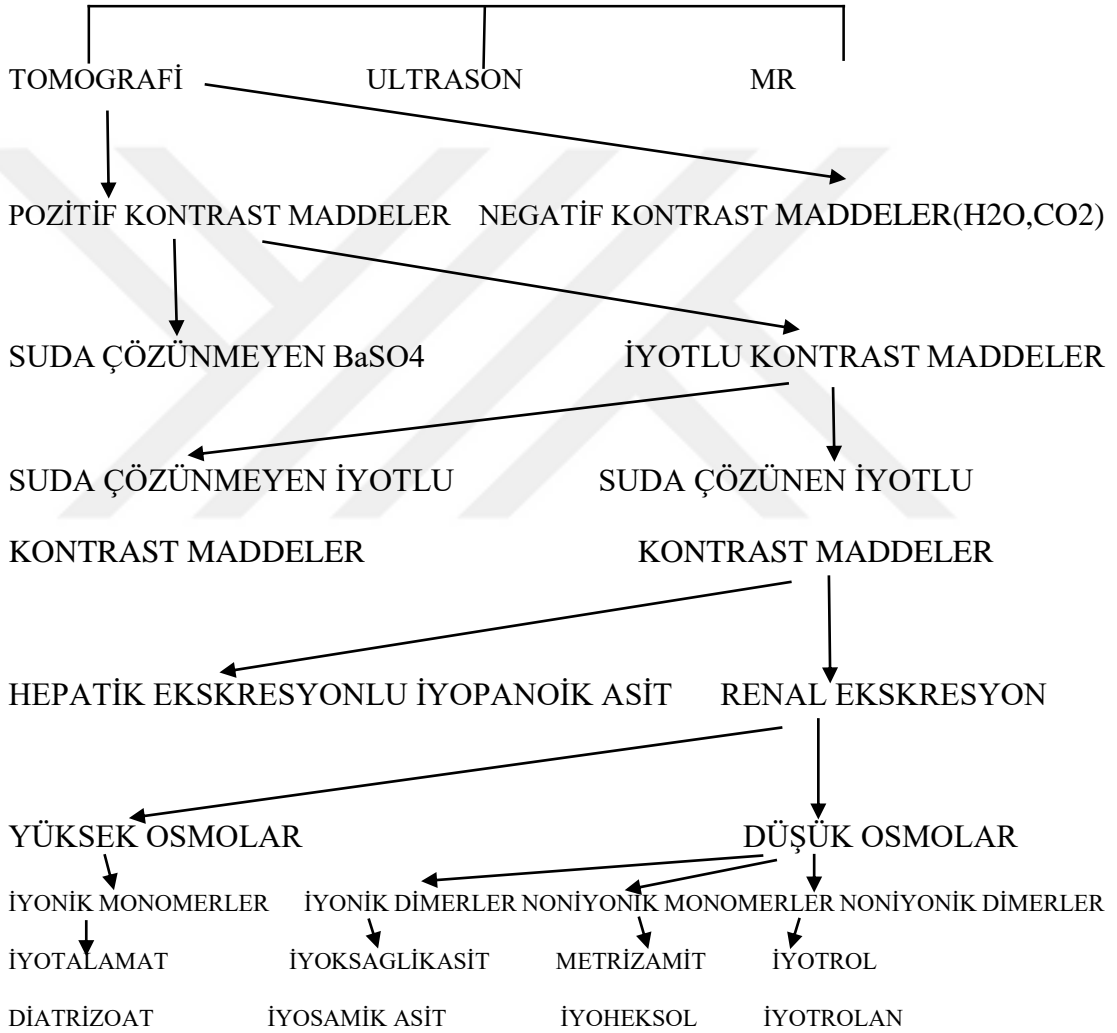 TOMOGRAFİ ULTRASON MR
POZİTİF KONTRAST MADDELER NEGATİF KONTRAST MADDELER(H2O,CO2)
SUDA ÇÖZÜNMEYEN BaSO4 İYOTLU KONTRAST MADDELER
SUDA ÇÖZÜNMEYEN İYOTLU SUDA ÇÖZÜNEN İYOTLU
KONTRAST MADDELER KONTRAST MADDELER
HEPATİK EKSKRESYONLU İYOPANOİK ASİT RENAL EKSKRESYON
YÜKSEK OSMOLAR DÜŞÜK OSMOLAR
İYONİK MONOMERLER İYONİK DİMERLER NONİYONİK MONOMERLER NONİYONİK DİMERLER
İYOTALAMAT İYOKSAGLİKASİT METRİZAMİT İYOTROL
DİATRİZOAT İYOSAMİK ASİT İYOHEKSOL İYOTROLAN